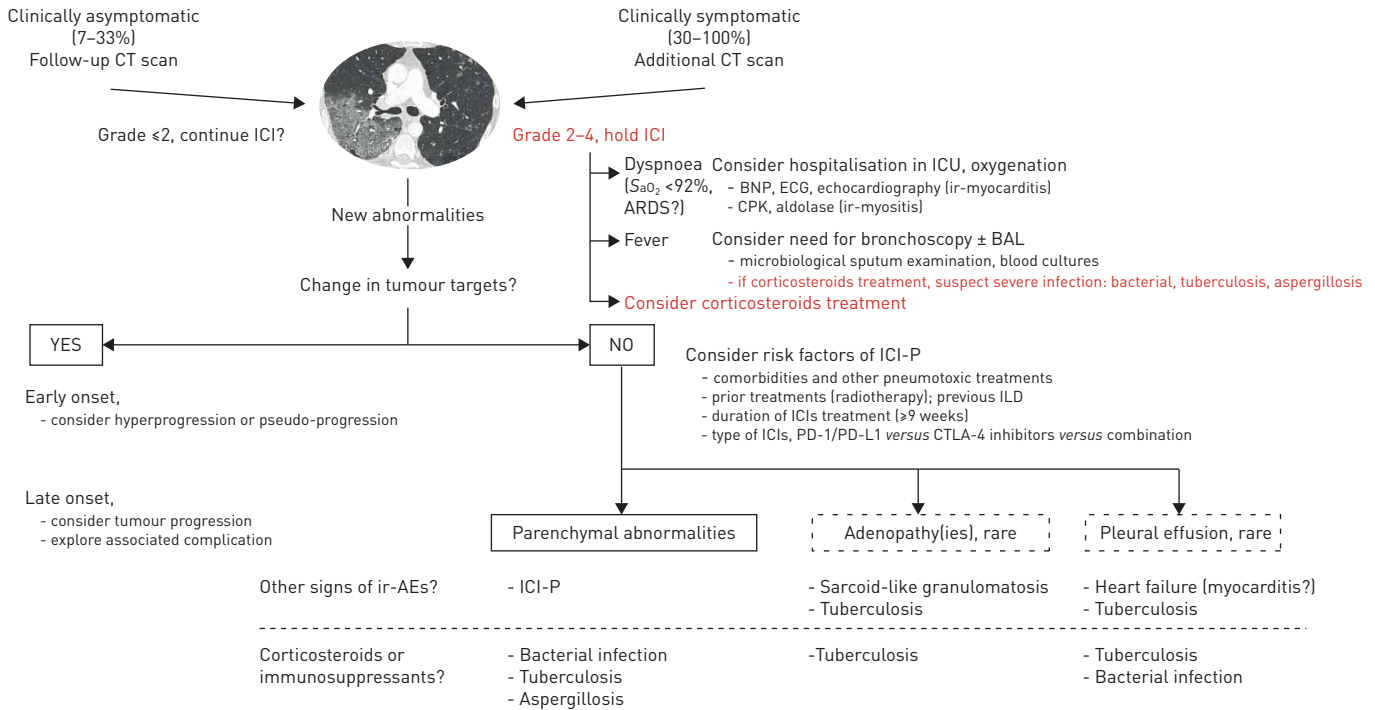 Clinically asymptomatic
(7–33%)
Follow-up CT scan
Clinically symptomatic
(30–100%)
Additional CT scan
Grade ≤2, continue ICI?
Grade 2–4, hold ICI
Dyspnoea
(SaO₂ <92%,
ARDS?)
Consider hospitalisation in ICU, oxygenation
- BNP, ECG, echocardiography (ir-myocarditis)
- CPK, aldolase (ir-myositis)
Fever
Consider need for bronchoscopy ± BAL
- microbiological sputum examination, blood cultures
- if corticosteroids treatment, suspect severe infection: bacterial, tuberculosis, aspergillosis
Consider corticosteroids treatment
New abnormalities
Change in tumour targets?
YES
NO
Early onset,
- consider hyperprogression or pseudo-progression
Late onset,
- consider tumour progression
- explore associated complication
Consider risk factors of ICI-P
- comorbidities and other pneumotoxic treatments
- prior treatments (radiotherapy); previous ILD
- duration of ICIs treatment (≥9 weeks)
- type of ICIs, PD-1/PD-L1 versus CTLA-4 inhibitors versus combination
Parenchymal abnormalities
Adenopathy(ies), rare
Pleural effusion, rare
Other signs of ir-AEs?
- ICI-P
- Sarcoid-like granulomatosis
- Tuberculosis
- Heart failure (myocarditis?)
- Tuberculosis
Corticosteroids or
immunosuppressants?
- Bacterial infection
- Tuberculosis
- Aspergillosis
-Tuberculosis
- Tuberculosis
- Bacterial infection